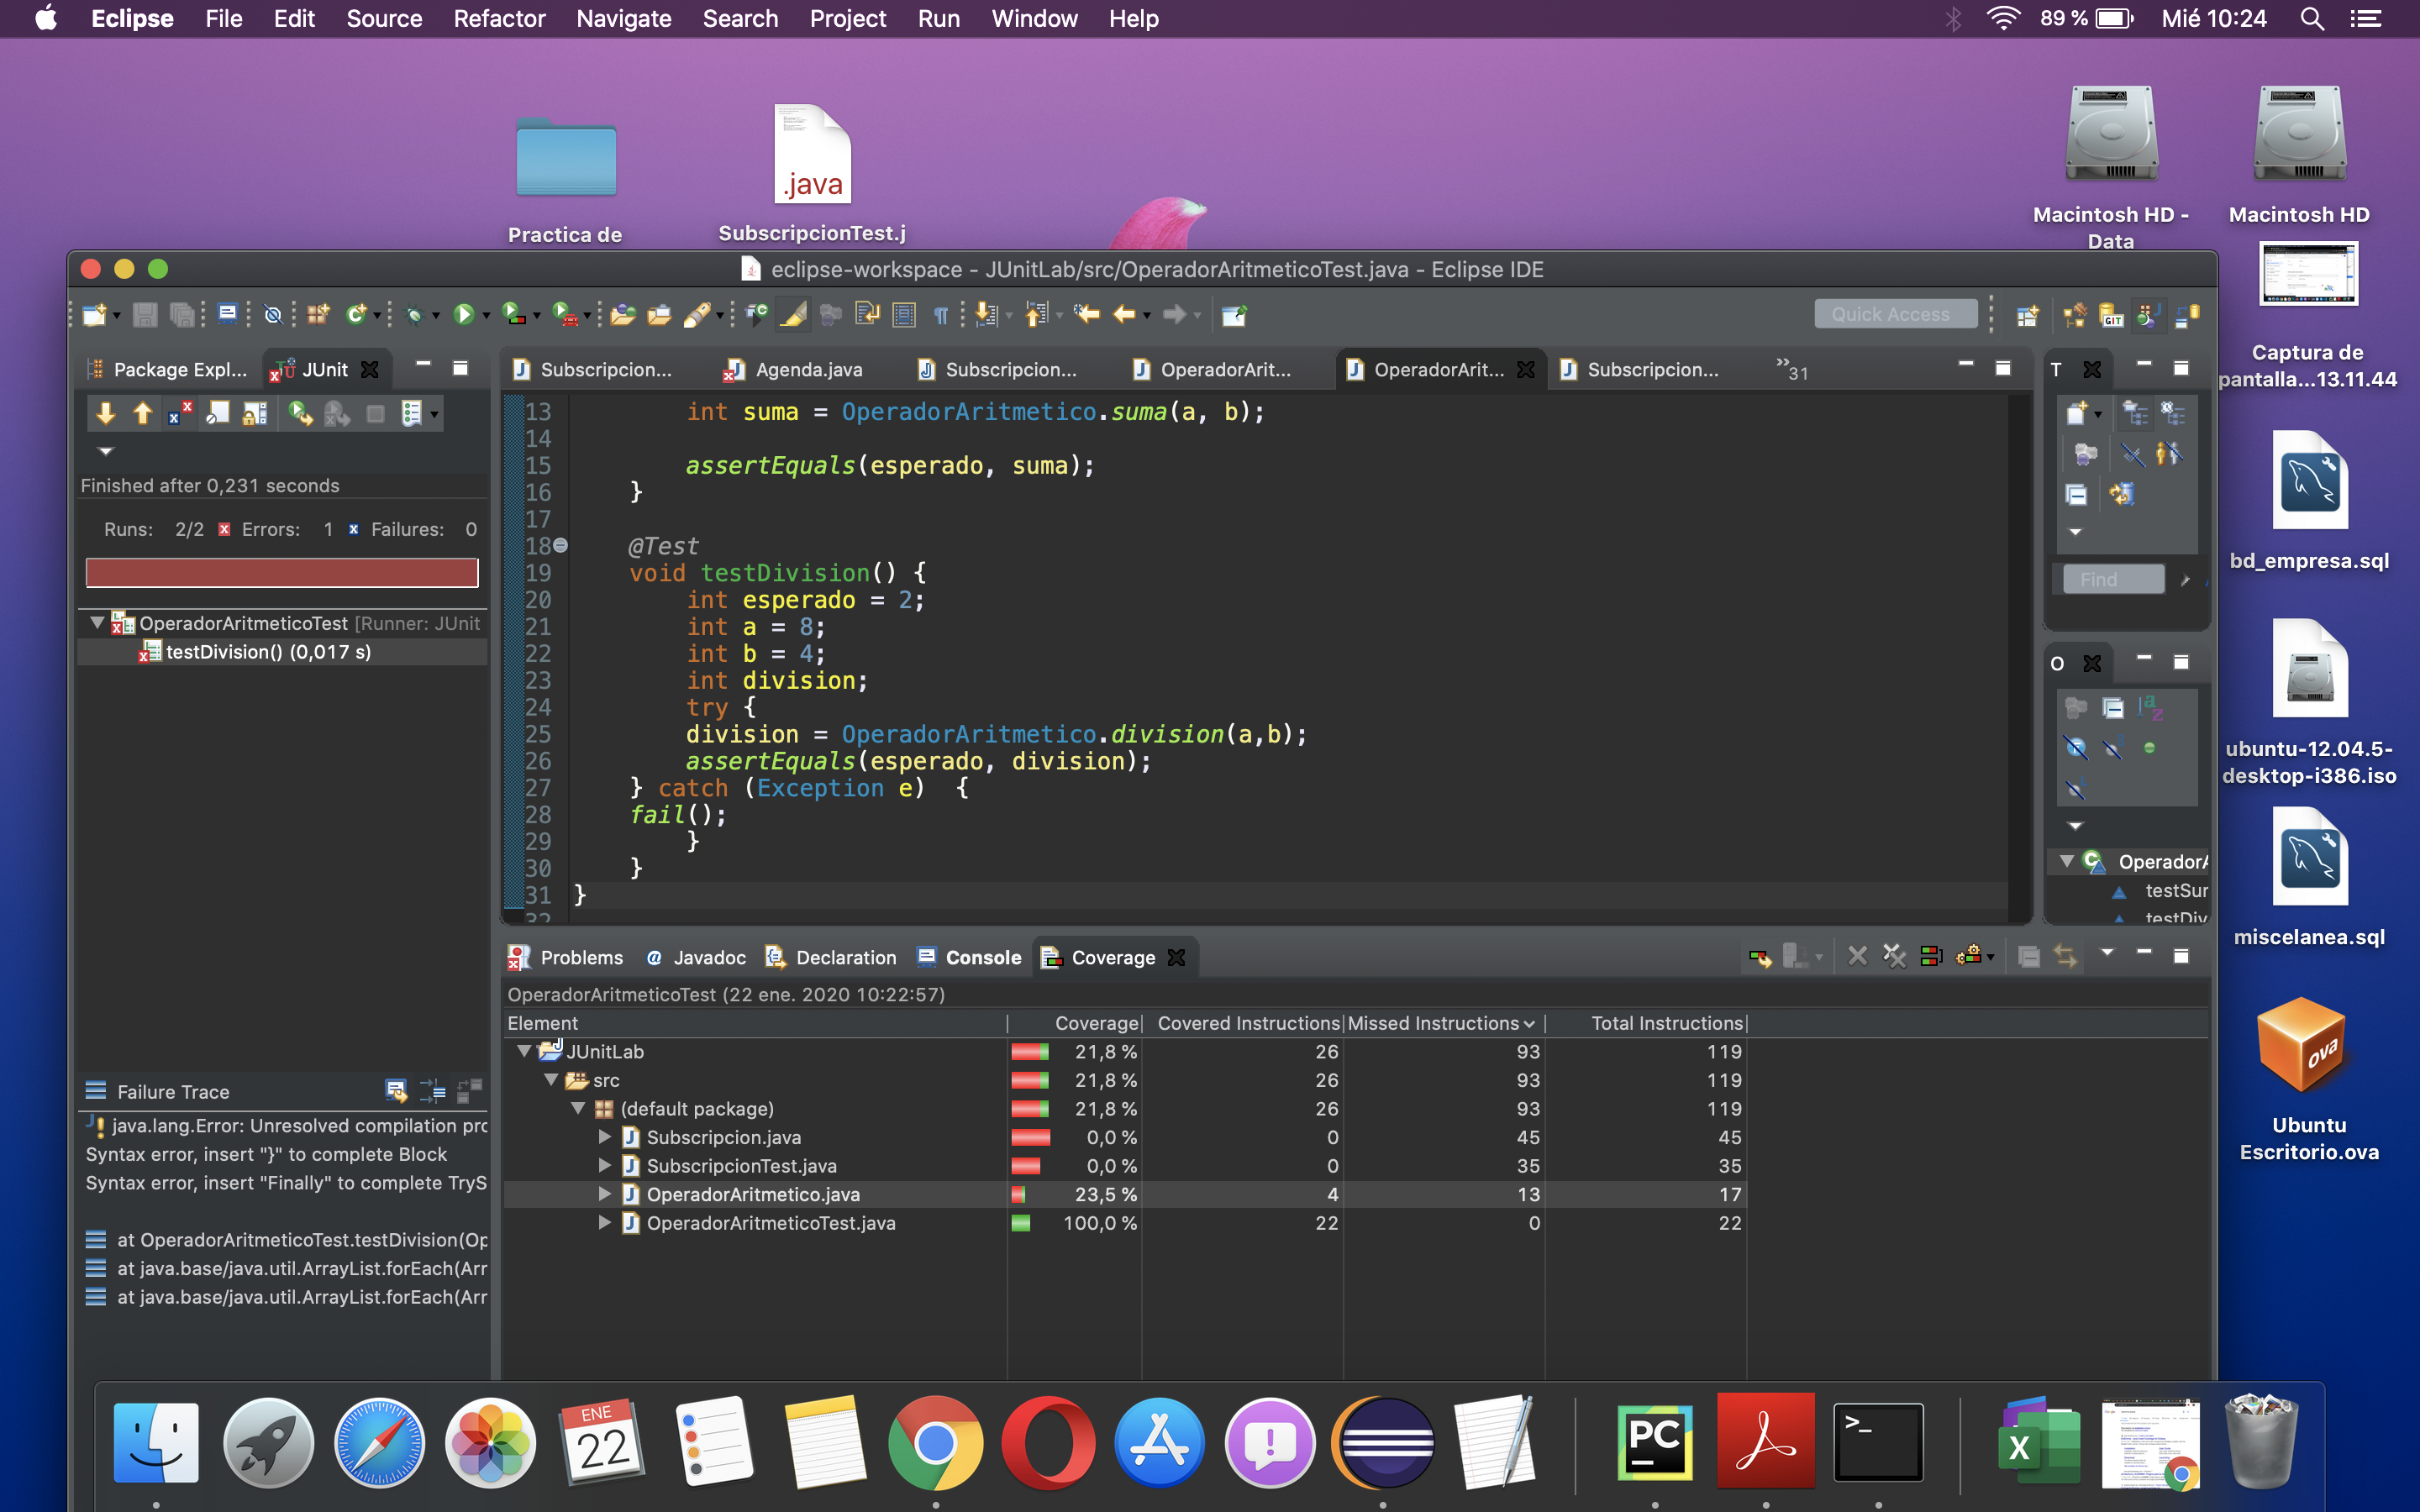 Eclipse File Edit Source Refactor Navigate Search Project Run Window Help 89 % Mié 10:24
.java
Practica de
SubscripcionTest.j
Macintosh HD - Data
Macintosh HD
Captura de pantalla...13.11.44
bd_empresa.sql
ubuntu-12.04.5-desktop-i386.iso
miscelanea.sql
ova
Ubuntu Escritorio.ova
eclipse-workspace - JUnitLab/src/OperadorAritmeticoTest.java - Eclipse IDE
Quick Access
GIT
Package Expl... JUnit
Finished after 0,231 seconds
Runs: 2/2 Errors: 1 Failures: 0
OperadorAritmeticoTest [Runner: JUnit
testDivision() (0,017 s)
Failure Trace
java.lang.Error: Unresolved compilation pro
Syntax error, insert "}" to complete Block
Syntax error, insert "Finally" to complete TryS
at OperadorAritmeticoTest.testDivision(Op
at java.base/java.util.ArrayList.forEach(Arr
at java.base/java.util.ArrayList.forEach(Arr
Subscripcion... Agenda.java Subscripcion... OperadorArit... OperadorArit... Subscripcion... »31
13 int suma = OperadorAritmetico.suma(a, b);
14
15 assertEquals(esperado, suma);
16 }
17
18 @Test
19 void testDivision() {
20 int esperado = 2;
21 int a = 8;
22 int b = 4;
23 int division;
24 try {
25 division = OperadorAritmetico.division(a,b);
26 assertEquals(esperado, division);
27 } catch (Exception e)  {
28 fail();
29 }
30 }
31 }
32
T
Find
O
OperadorA
testSur
testDiv
Problems Javadoc Declaration Console Coverage
OperadorAritmeticoTest (22 ene. 2020 10:22:57)
Element Coverage Covered Instructions Missed Instructions Total Instructions
JUnitLab 21,8 % 26 93 119
src 21,8 % 26 93 119
(default package) 21,8 % 26 93 119
Subscripcion.java 0,0 % 0 45 45
SubscripcionTest.java 0,0 % 0 35 35
OperadorAritmetico.java 23,5 % 4 13 17
OperadorAritmeticoTest.java 100,0 % 22 0 22
ENE
22
PC
>_
X